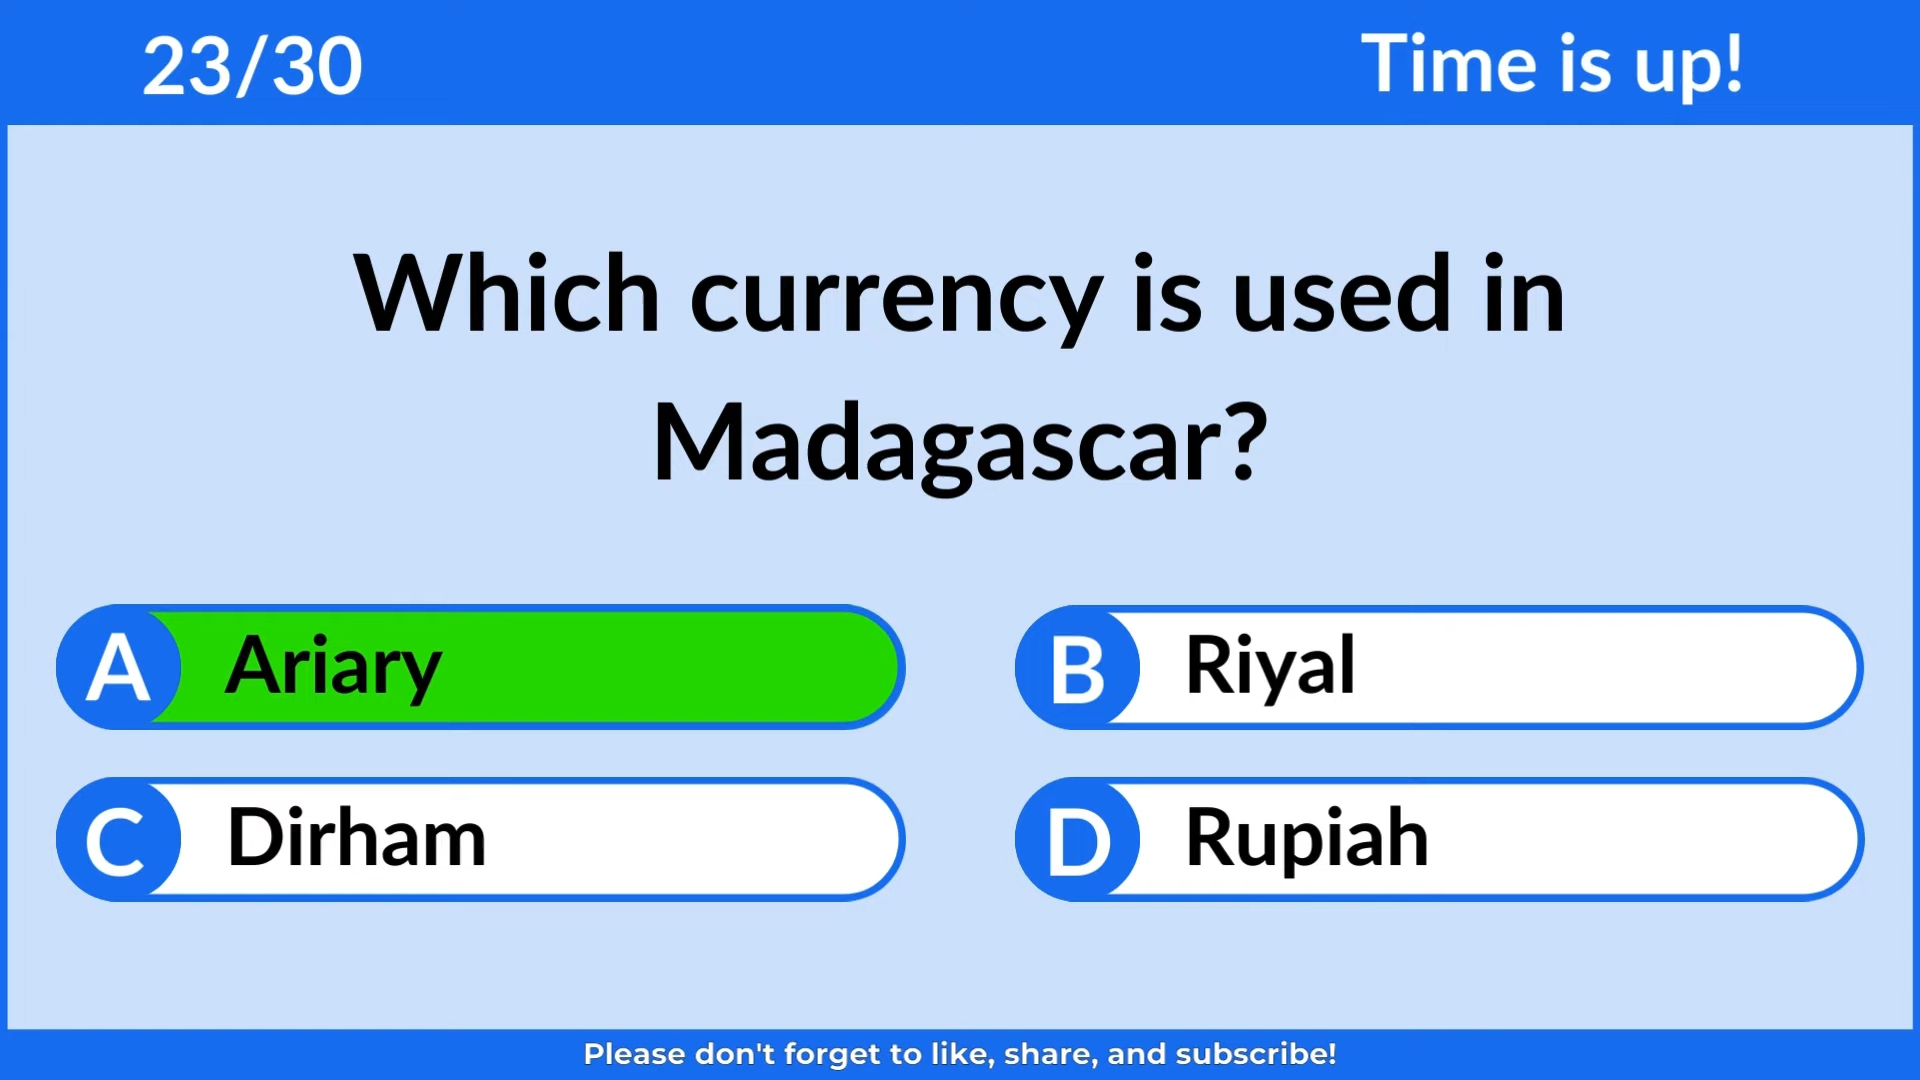 23/30
Time is up!
Which currency is used in
Madagascar?
A Ariary
B Riyal
C Dirham
D Rupiah
Please don't forget to like, share, and subscribe!